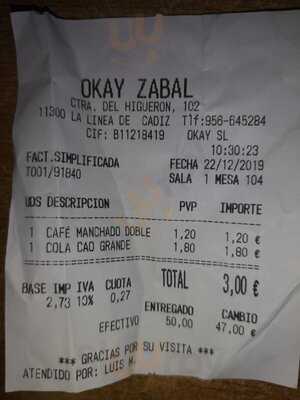 OKAY ZABAL
CTRA. DEL HIGUERON, 102
11300 LA LINEA DE CADIZ Tlf:956-645284
CIF: B11218419 OKAY SL
10:30:23
FACT.SIMPLIFICADA FECHA 22/12/2019
T001/91840 SALA 1 MESA 104
UDS DESCRIPCION PVP IMPORTE
1 CAFÉ MANCHADO DOBLE 1,20 1,20 €
1 COLA CAO GRANDE 1,80 1,80 €
BASE IMP IVA CUOTA TOTAL 3,00 €
2,73 10% 0,27
ENTREGADO CAMBIO
EFECTIVO 50,00 47,00 €
*** GRACIAS POR SU VISITA ***
ATENDIDO POR: LUIS M.